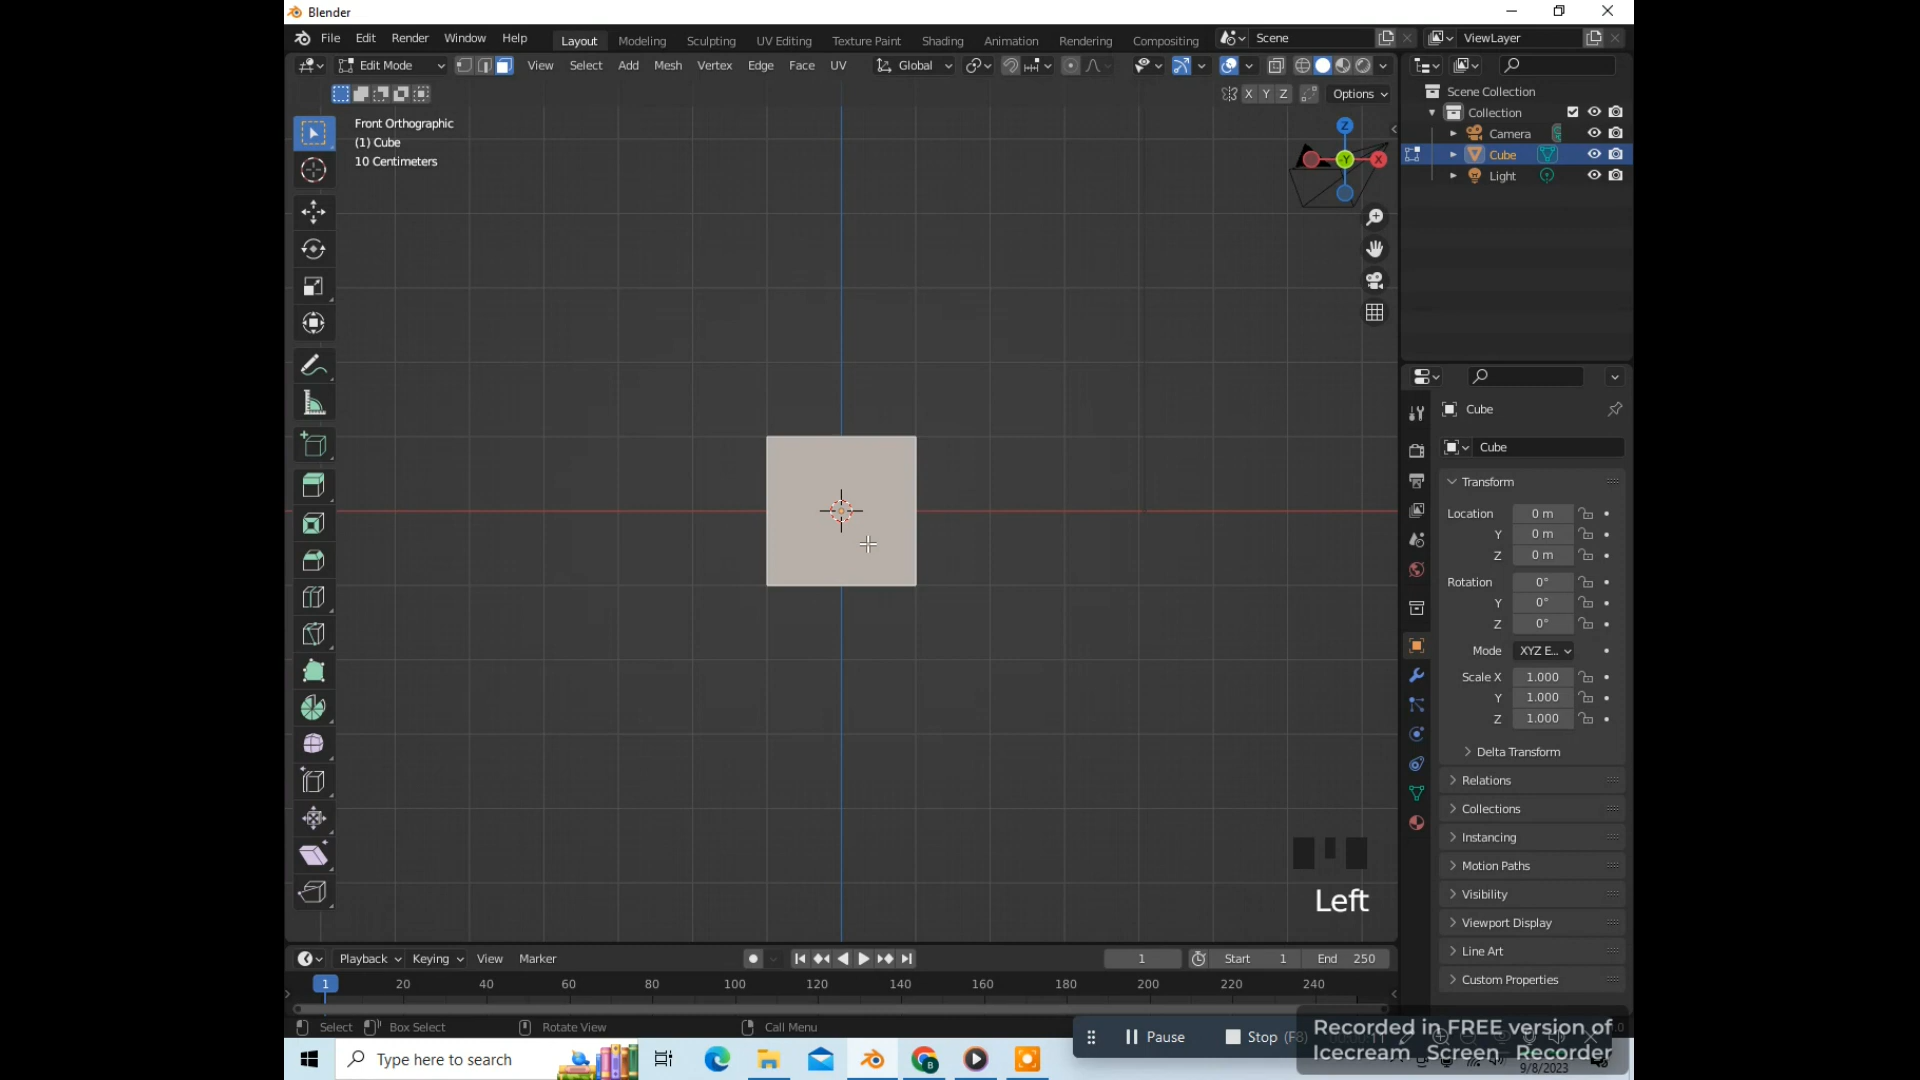 Blender
File Edit Render Window Help Layout Modeling Sculpting UV Editing Texture Paint Shading Animation Rendering Compositing Scene ViewLayer
Edit Mode View Select Add Mesh Vertex Edge Face UV Global
X Y Z Options
Front Orthographic
(1) Cube
10 Centimeters
Z
Y
X
Scene Collection
Collection
Camera
Cube
Light
Cube
Cube
Transform
Location 0 m
Y 0 m
Z 0 m
Rotation 0°
Y 0°
Z 0°
Mode XYZ E...
Scale X 1.000
Y 1.000
Z 1.000
Delta Transform
Relations
Collections
Instancing
Motion Paths
Visibility
Viewport Display
Line Art
Custom Properties
Left
Playback Keying View Marker 1 Start 1 End 250
1 20 40 60 80 100 120 140 160 180 200 220 240
Select Box Select Rotate View Call Menu
Pause Stop (F8)
Recorded in FREE version of
Icecream Screen Recorder
Type here to search
9/8/2023